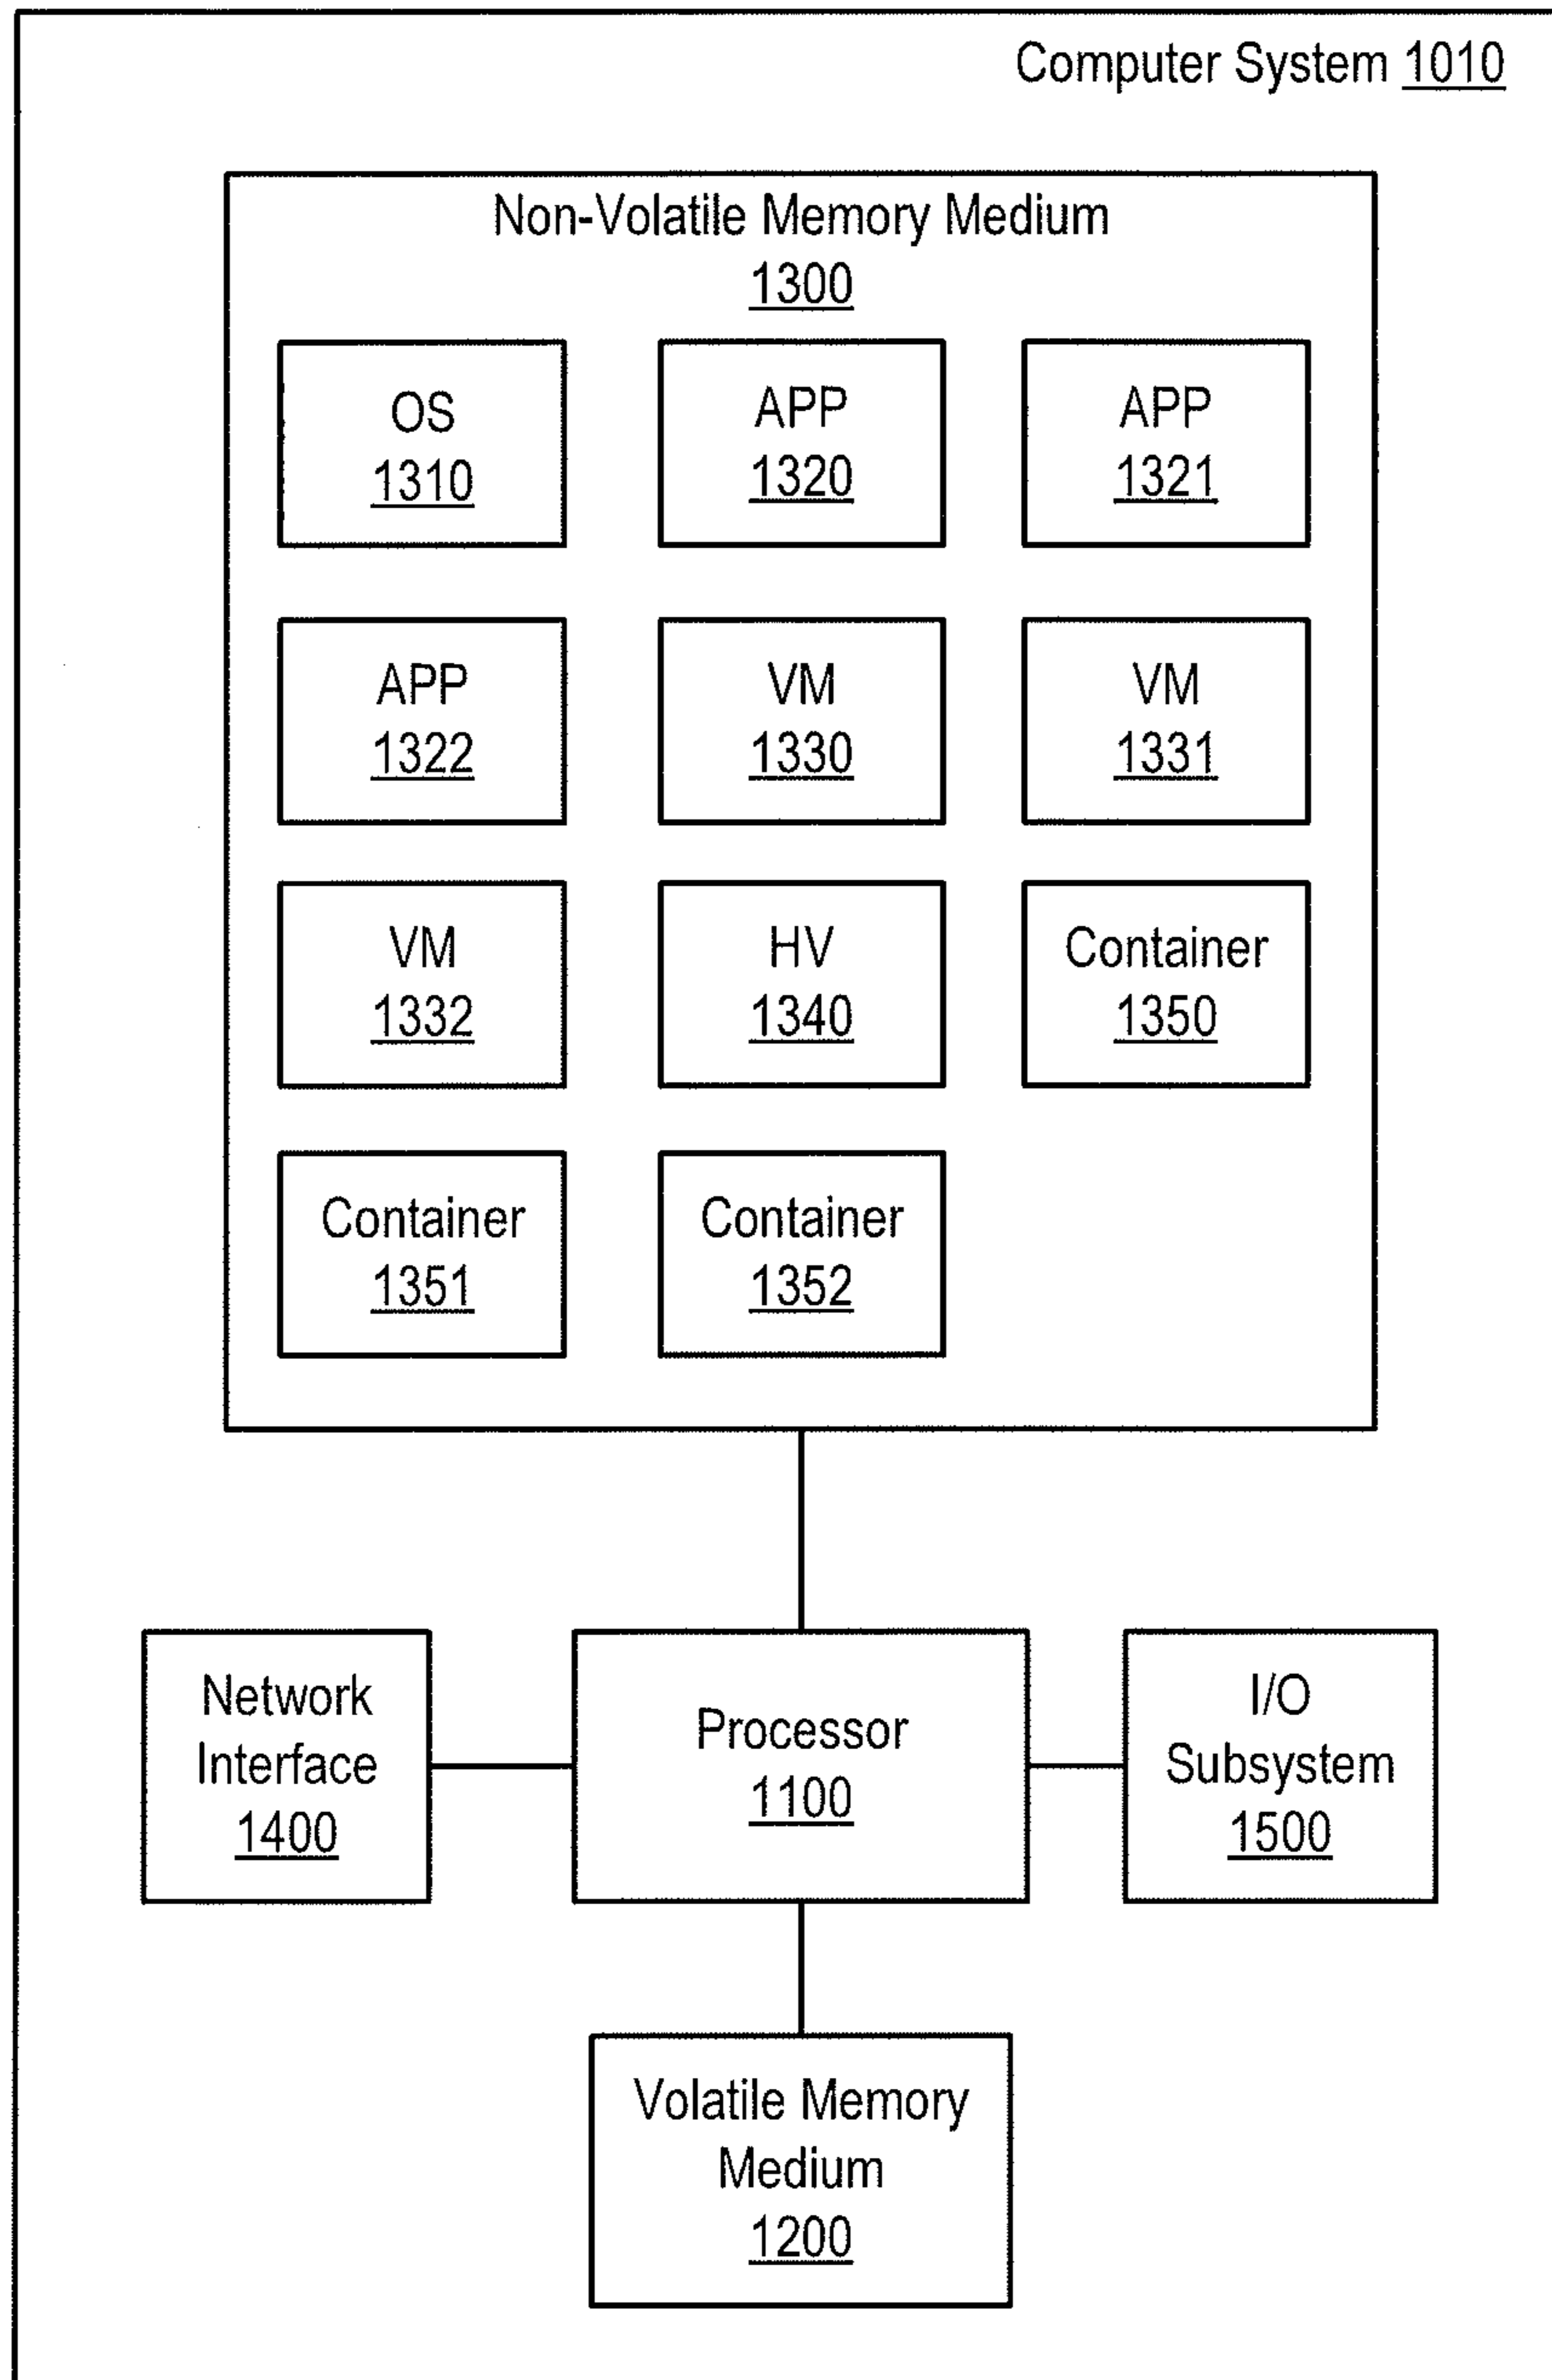 Computer System 1010
Non-Volatile Memory Medium
1300
OS
1310
APP
1320
APP
1321
APP
1322
VM
1330
VM
1331
VM
1332
HV
1340
Container
1350
Container
1351
Container
1352
Network
Interface
1400
Processor
1100
I/O
Subsystem
1500
Volatile Memory
Medium
1200